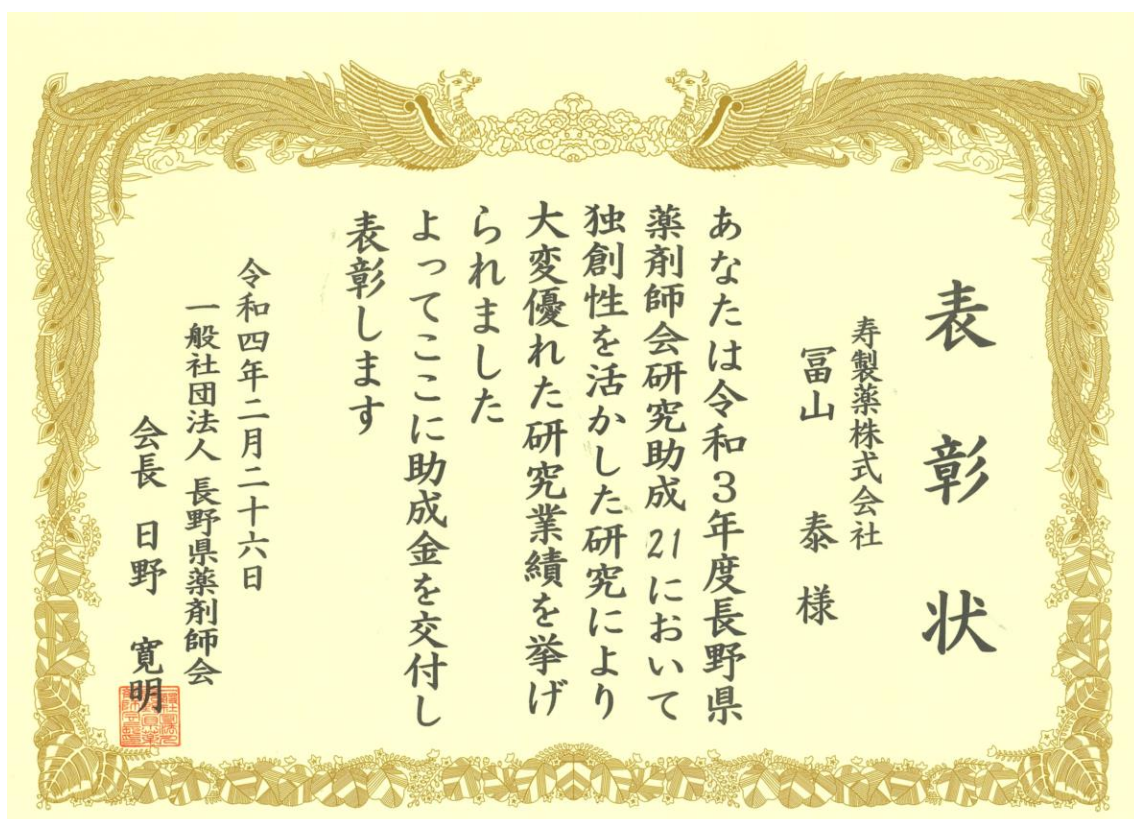 表彰状
寿製薬株式会社
冨山 泰 様
あなたは令和3年度長野県
薬剤師会研究助成21において
独創性を活かした研究により
大変優れた研究業績を挙げ
られました
よってここに助成金を交付し
表彰します
令和四年二月二十六日
一般社団法人 長野県薬剤師会
会長 日野 寛明